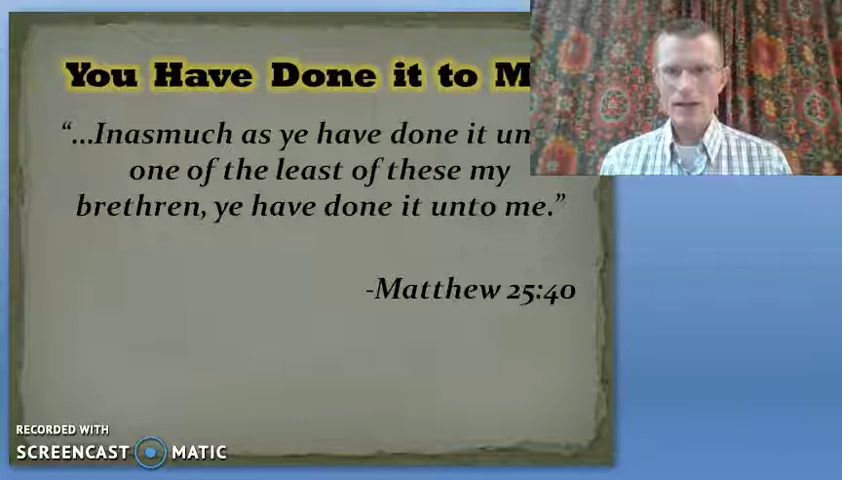 You Have Done it to M
“...Inasmuch as ye have done it un
one of the least of these my
brethren, ye have done it unto me.”
-Matthew 25:40
RECORDED WITH
SCREENCAST MATIC